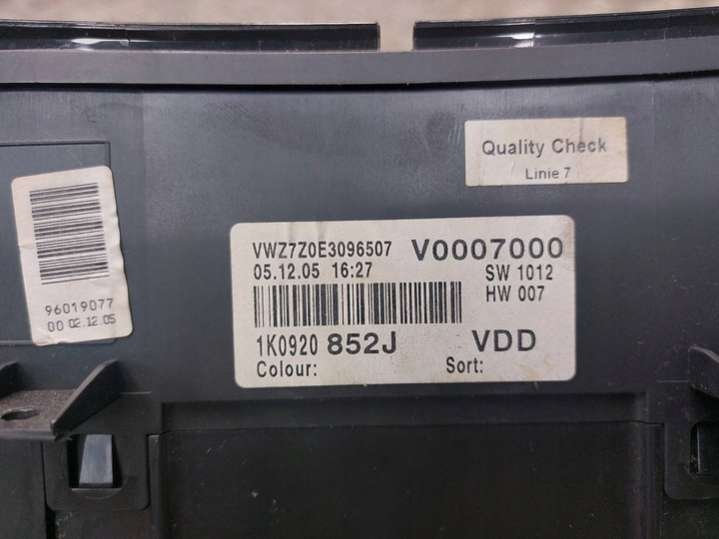 Quality Check
Linie 7
VWZ7Z0E3096507 V0007000
05.12.05 16:27 SW 1012
HW 007
1K0920 852J VDD
Colour: Sort:
96019077
00 02.12.05